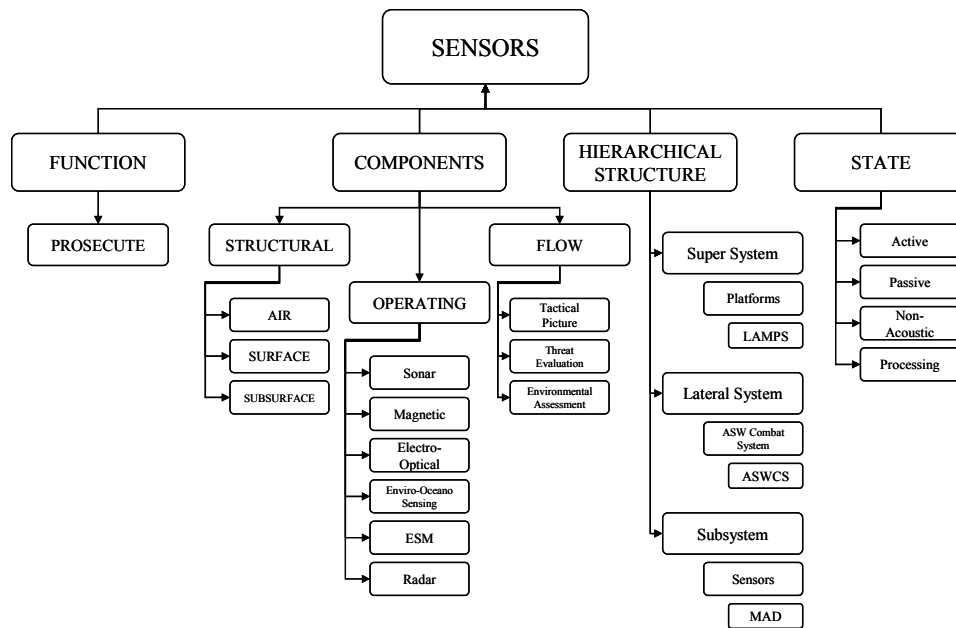 SENSORS
FUNCTION
COMPONENTS
HIERARCHICAL
STRUCTURE
STATE
PROSECUTE
STRUCTURAL
AIR
SURFACE
SUBSURFACE
OPERATING
Sonar
Magnetic
Electro-
Optical
Enviro-Oceano
Sensing
ESM
Radar
FLOW
Tactical
Picture
Threat
Evaluation
Environmental
Assessment
Super System
Platforms
LAMPS
Lateral System
ASW Combat
System
ASWCS
Subsystem
Sensors
MAD
Active
Passive
Non-
Acoustic
Processing